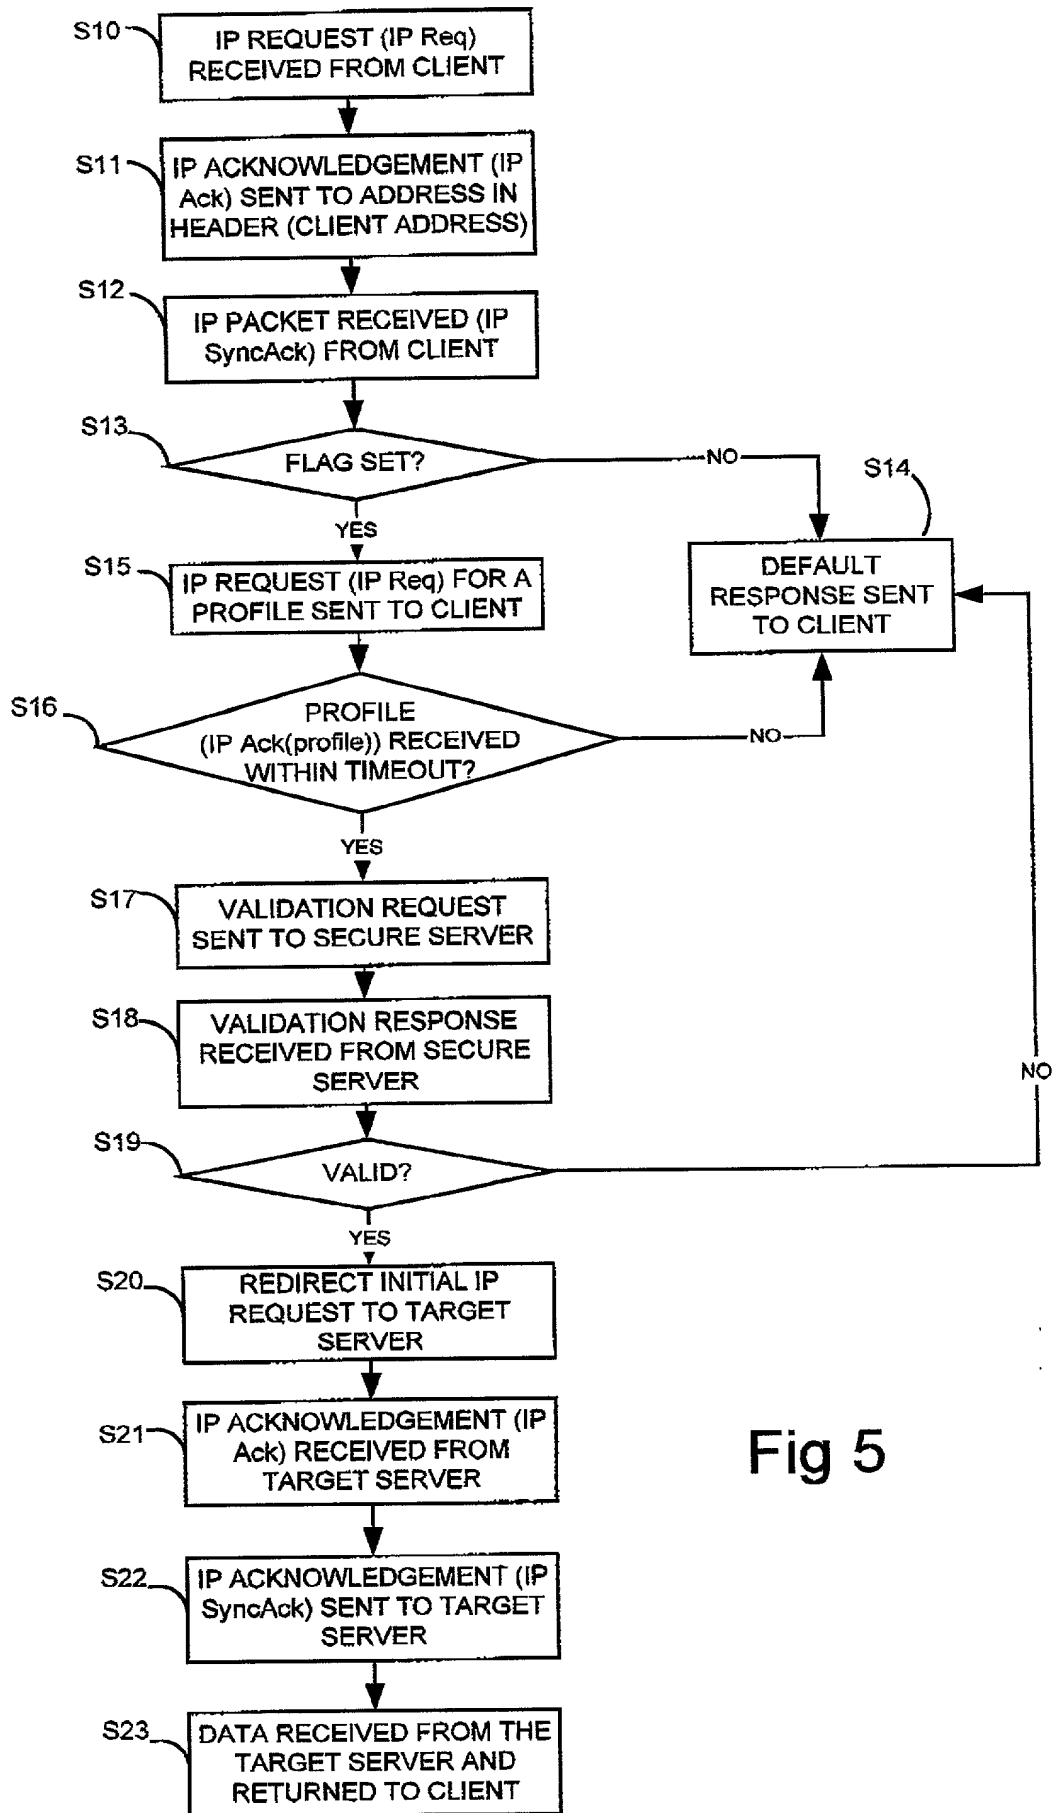 S10
IP REQUEST (IP Req)
RECEIVED FROM CLIENT
S11
IP ACKNOWLEDGEMENT (IP
Ack) SENT TO ADDRESS IN
HEADER (CLIENT ADDRESS)
S12
IP PACKET RECEIVED (IP
SyncAck) FROM CLIENT
S13
FLAG SET?
NO
S14
DEFAULT
RESPONSE SENT
TO CLIENT
YES
S15
IP REQUEST (IP Req) FOR A
PROFILE SENT TO CLIENT
S16
PROFILE
(IP Ack(profile)) RECEIVED
WITHIN TIMEOUT?
NO
YES
S17
VALIDATION REQUEST
SENT TO SECURE SERVER
S18
VALIDATION RESPONSE
RECEIVED FROM SECURE
SERVER
NO
S19
VALID?
YES
S20
REDIRECT INITIAL IP
REQUEST TO TARGET
SERVER
S21
IP ACKNOWLEDGEMENT (IP
Ack) RECEIVED FROM
TARGET SERVER
Fig 5
S22
IP ACKNOWLEDGEMENT (IP
SyncAck) SENT TO TARGET
SERVER
S23
DATA RECEIVED FROM THE
TARGET SERVER AND
RETURNED TO CLIENT